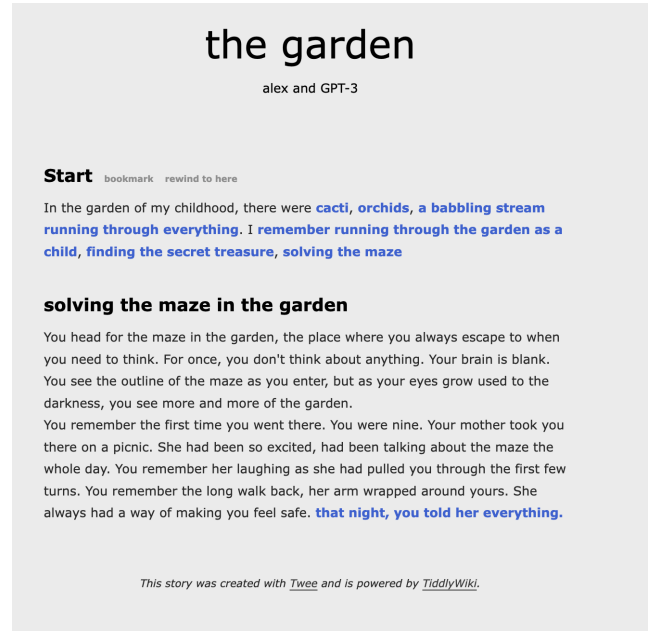 the garden
alex and GPT-3
Start bookmark rewind to here
In the garden of my childhood, there were cacti, orchids, a babbling stream
running through everything. I remember running through the garden as a
child, finding the secret treasure, solving the maze
solving the maze in the garden
You head for the maze in the garden, the place where you always escape to when
you need to think. For once, you don't think about anything. Your brain is blank.
You see the outline of the maze as you enter, but as your eyes grow used to the
darkness, you see more and more of the garden.
You remember the first time you went there. You were nine. Your mother took you
there on a picnic. She had been so excited, had been talking about the maze the
whole day. You remember her laughing as she had pulled you through the first few
turns. You remember the long walk back, her arm wrapped around yours. She
always had a way of making you feel safe. that night, you told her everything.
This story was created with Twee and is powered by TiddlyWiki.